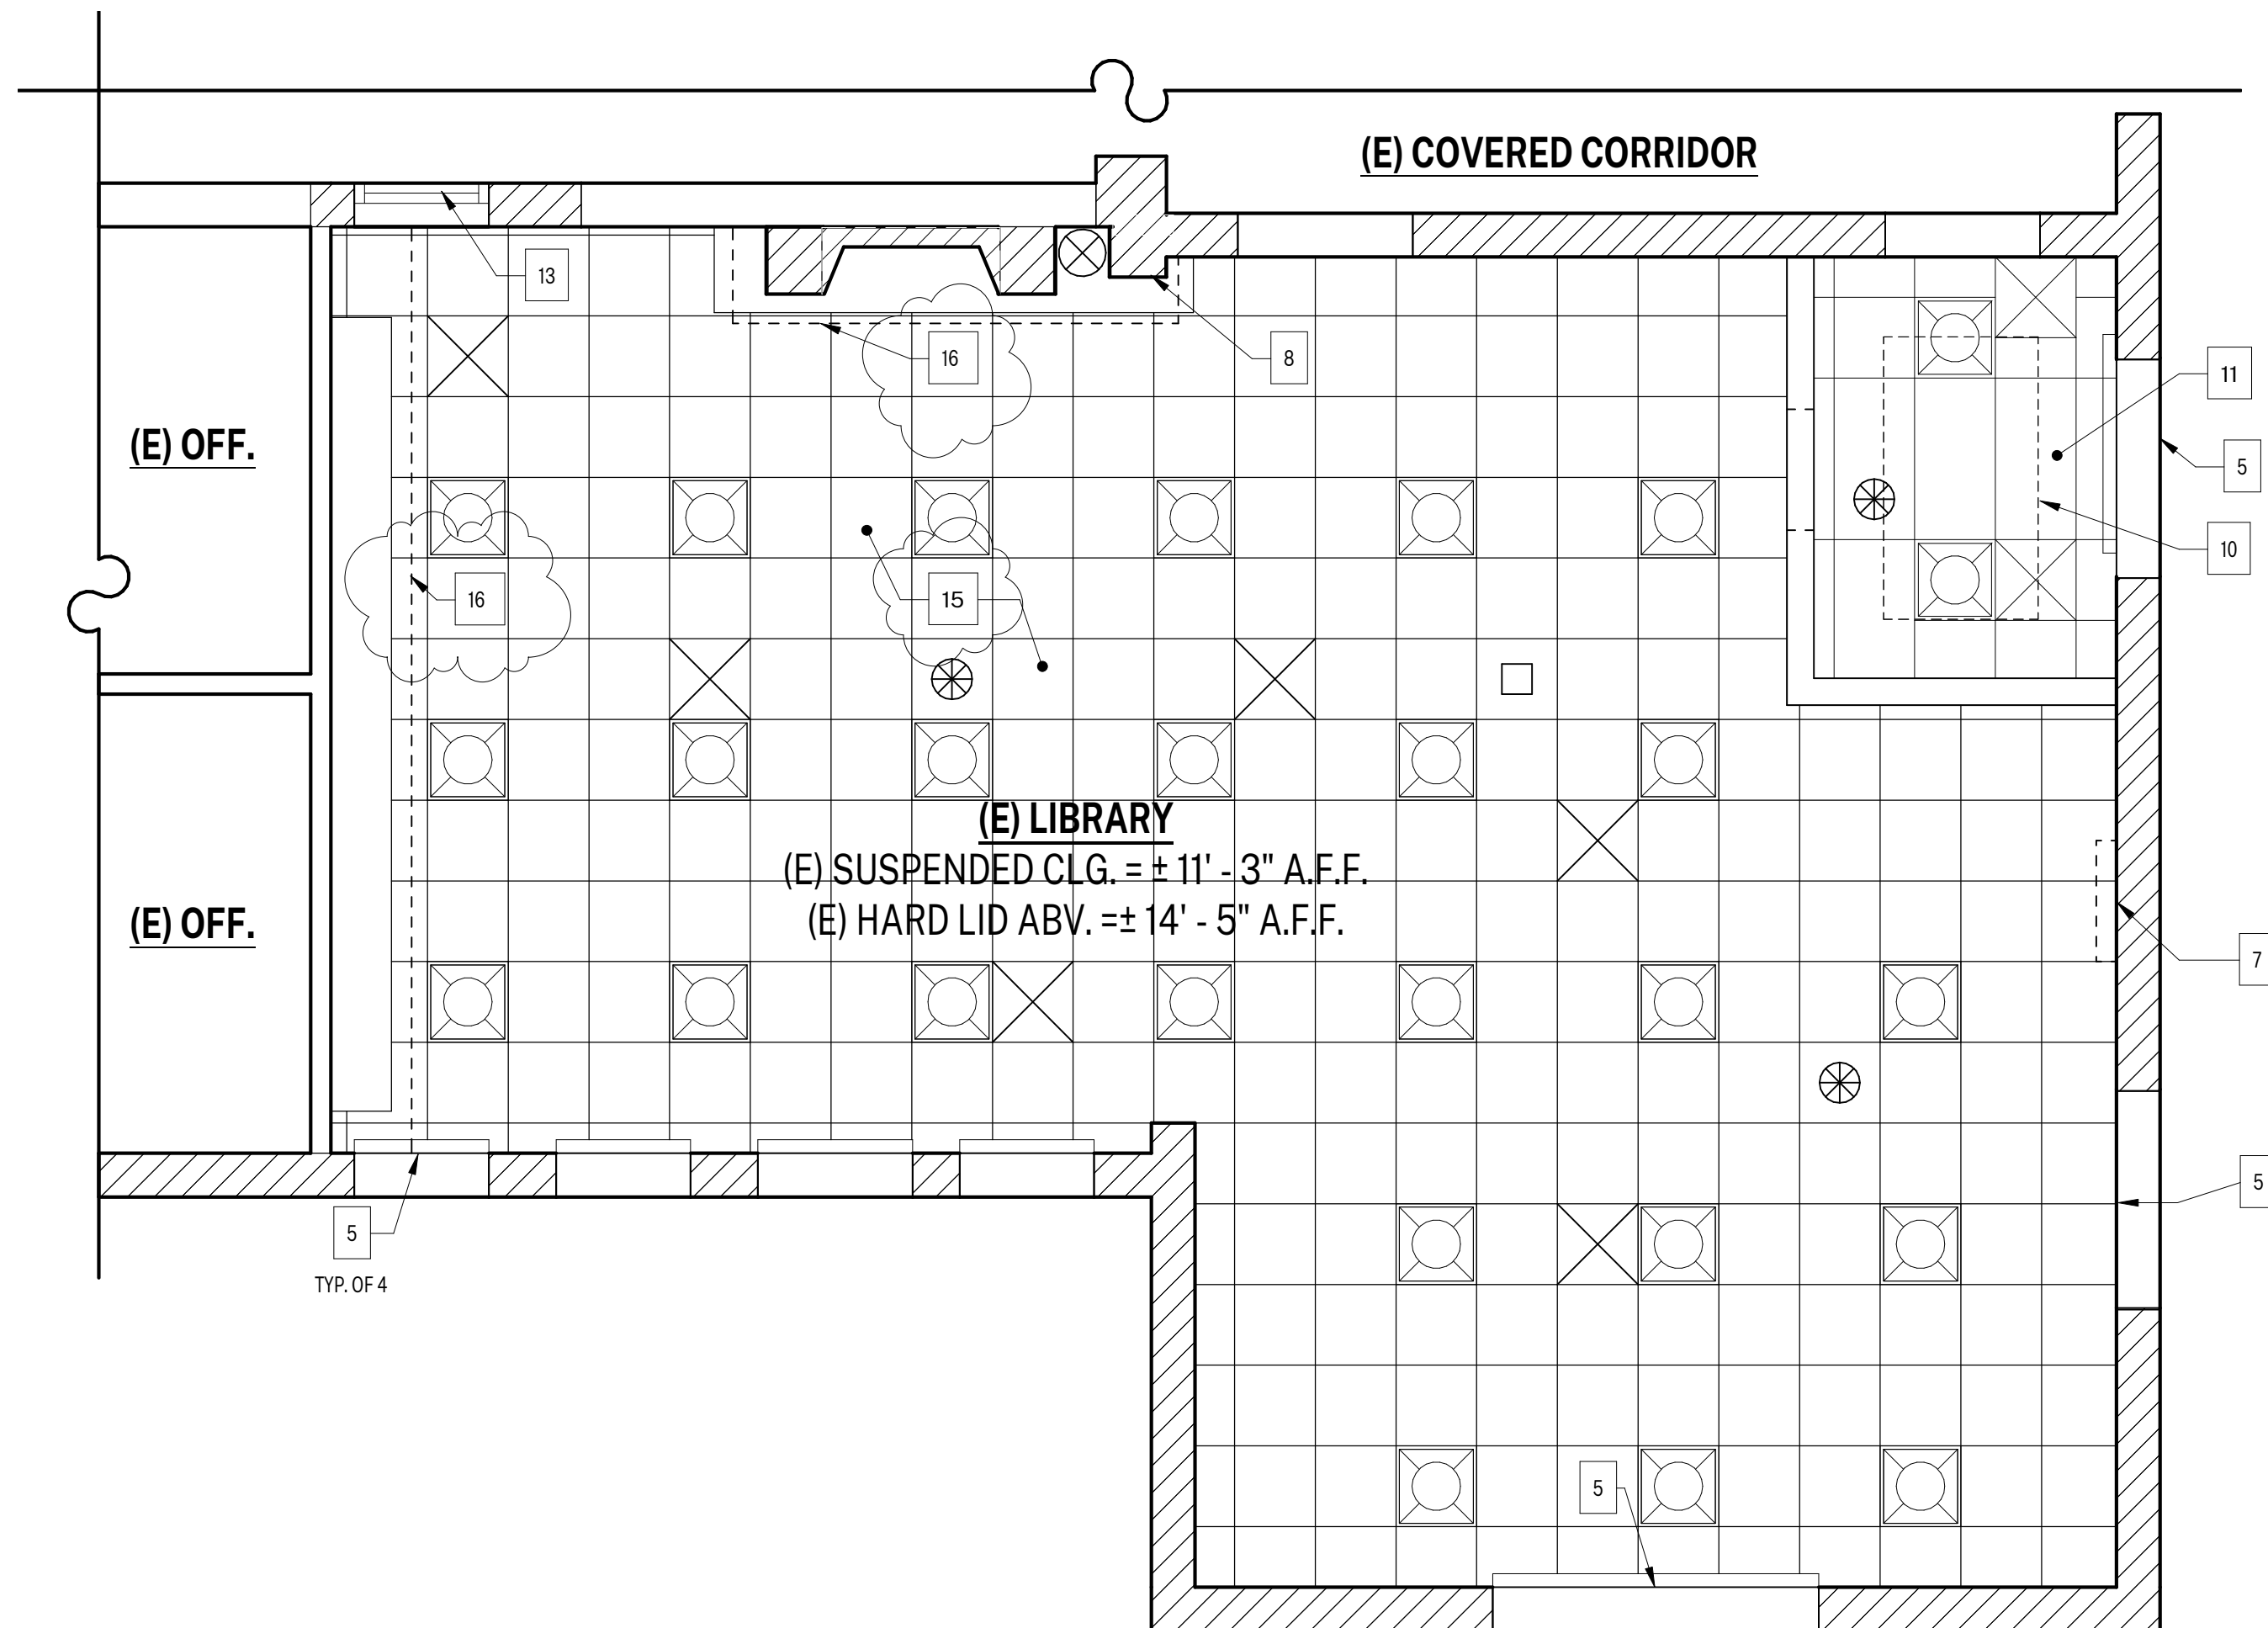 (E) COVERED CORRIDOR
13
16
8
11
(E) OFF.
5
10
16
15
(E) LIBRARY
(E) SUSPENDED CLG. = ± 11' - 3" A.F.F.
(E) HARD LID ABV. =± 14' - 5" A.F.F.
(E) OFF.
7
5
5
TYP. OF 4
5